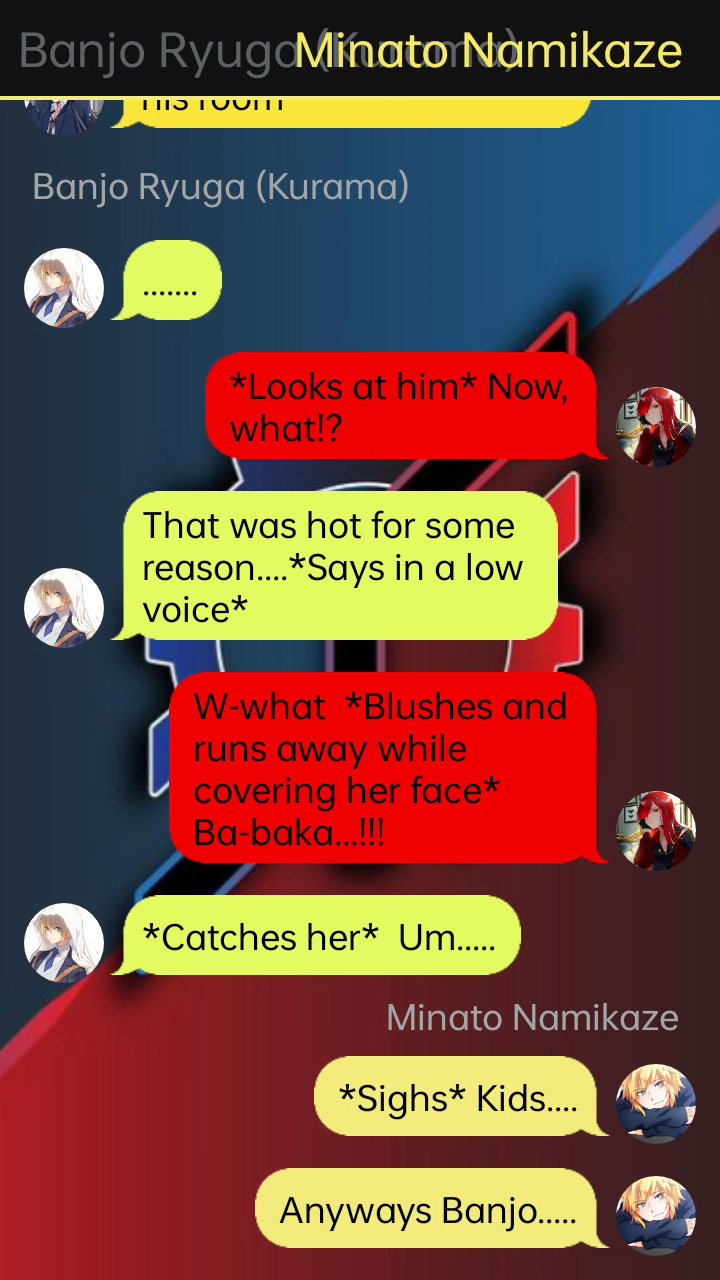 Banjo Ryuga (Kurama)
Minato Namikaze
his room
Banjo Ryuga (Kurama)
.......
*Looks at him* Now,
what!?
That was hot for some
reason....*Says in a low
voice*
W-what  *Blushes and
runs away while
covering her face*
Ba-baka...!!!
*Catches her*  Um.....
Minato Namikaze
*Sighs* Kids....
Anyways Banjo.....